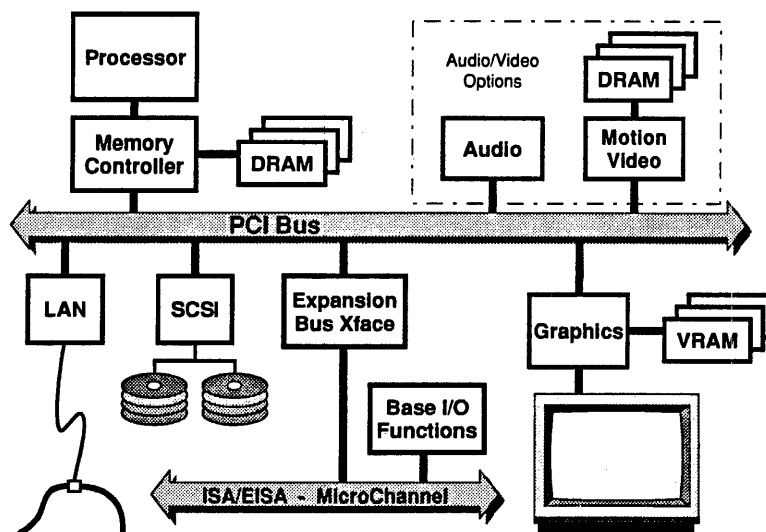 Processor
Audio/Video
Options
DRAM
Memory
Controller
DRAM
Audio
Motion
Video
PCI Bus
LAN
SCSI
Expansion
Bus Xface
Graphics
VRAM
Base I/O
Functions
ISA/EISA - MicroChannel